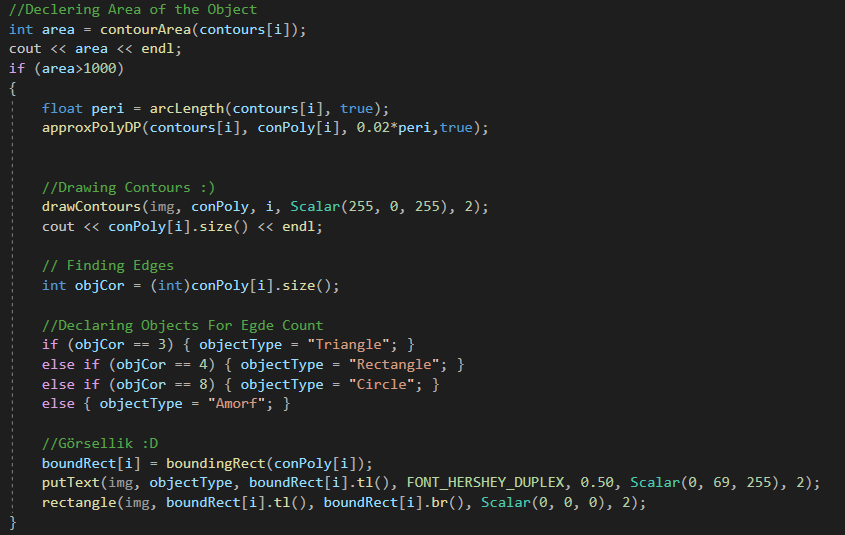 //Declering Area of the Object
int area = contourArea(contours[i]);
cout << area << endl;
if (area>1000)
{
    float peri = arcLength(contours[i], true);
    approxPolyDP(contours[i], conPoly[i], 0.02*peri,true);
    //Drawing Contours :)
    drawContours(img, conPoly, i, Scalar(255, 0, 255), 2);
    cout << conPoly[i].size() << endl;
    // Finding Edges
    int objCor = (int)conPoly[i].size();
    //Declaring Objects For Egde Count
    if (objCor == 3) { objectType = "Triangle"; }
    else if (objCor == 4) { objectType = "Rectangle"; }
    else if (objCor == 8) { objectType = "Circle"; }
    else { objectType = "Amorf"; }
    //Görsellik :D
    boundRect[i] = boundingRect(conPoly[i]);
    putText(img, objectType, boundRect[i].tl(), FONT_HERSHEY_DUPLEX, 0.50, Scalar(0, 69, 255), 2);
    rectangle(img, boundRect[i].tl(), boundRect[i].br(), Scalar(0, 0, 0), 2);
}